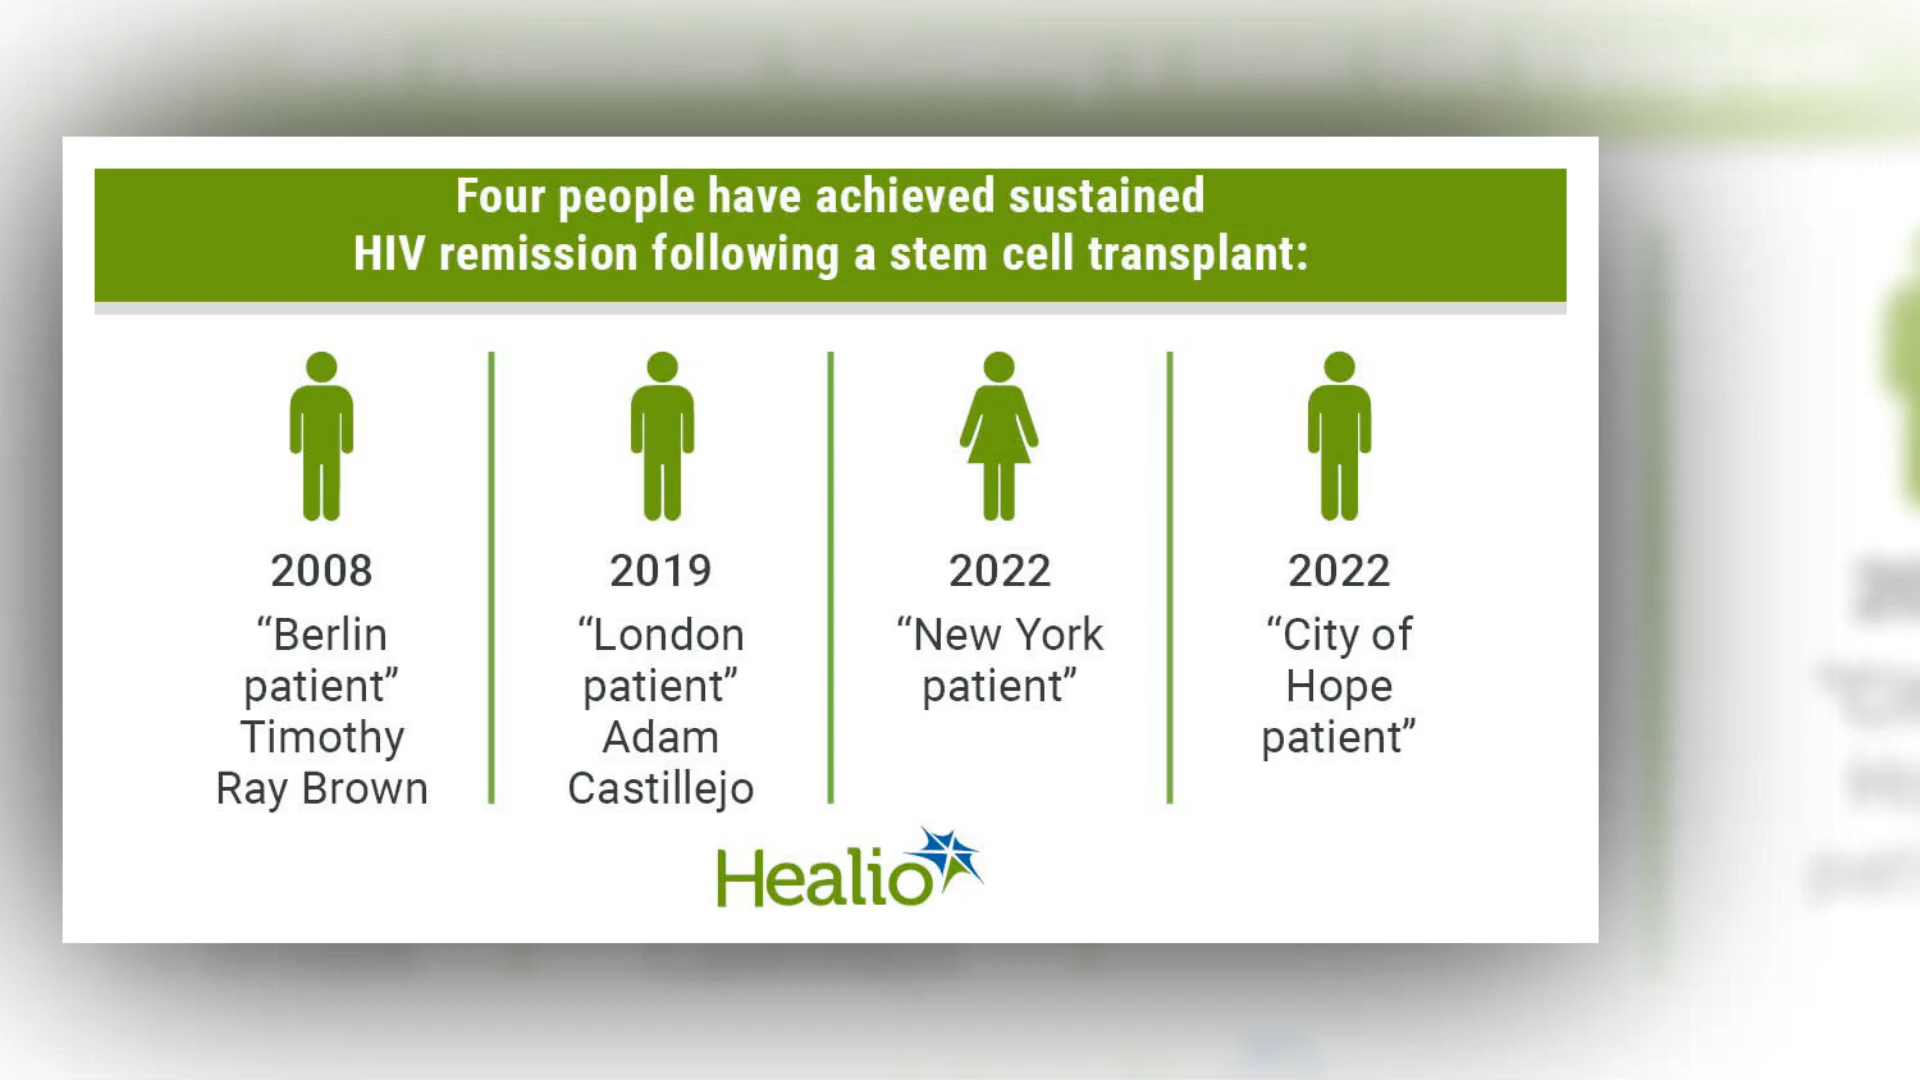 Four people have achieved sustained
HIV remission following a stem cell transplant:
2008
“Berlin
patient”
Timothy
Ray Brown
2019
“London
patient”
Adam
Castillejo
2022
“New York
patient”
2022
“City of
Hope
patient”
Healio